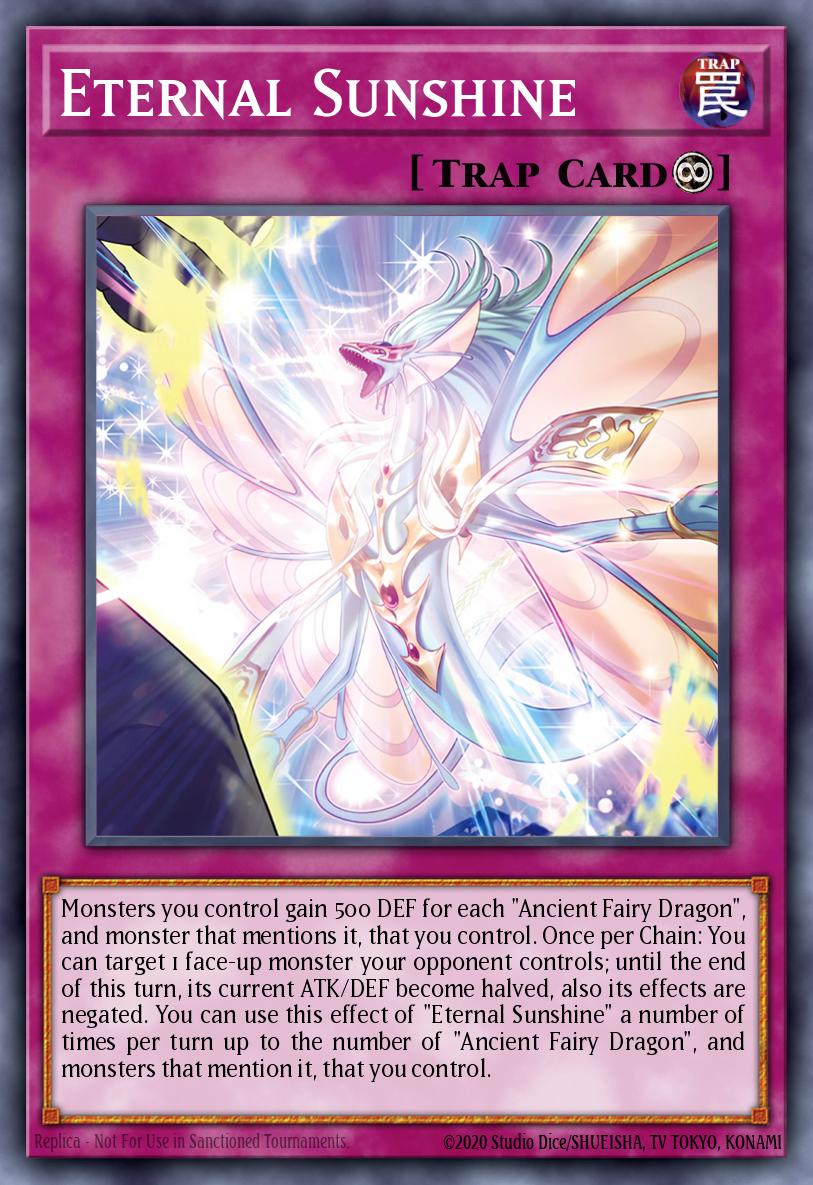 Eternal Sunshine
TRAP
罠
[ Trap Card ]
Monsters you control gain 500 DEF for each "Ancient Fairy Dragon",
and monster that mentions it, that you control. Once per Chain: You
can target 1 face-up monster your opponent controls; until the end
of this turn, its current ATK/DEF become halved, also its effects are
negated. You can use this effect of "Eternal Sunshine" a number of
times per turn up to the number of "Ancient Fairy Dragon", and
monsters that mention it, that you control.
Replica - Not For Use in Sanctioned Tournaments.
©2020 Studio Dice/SHUEISHA, TV TOKYO, KONAMI